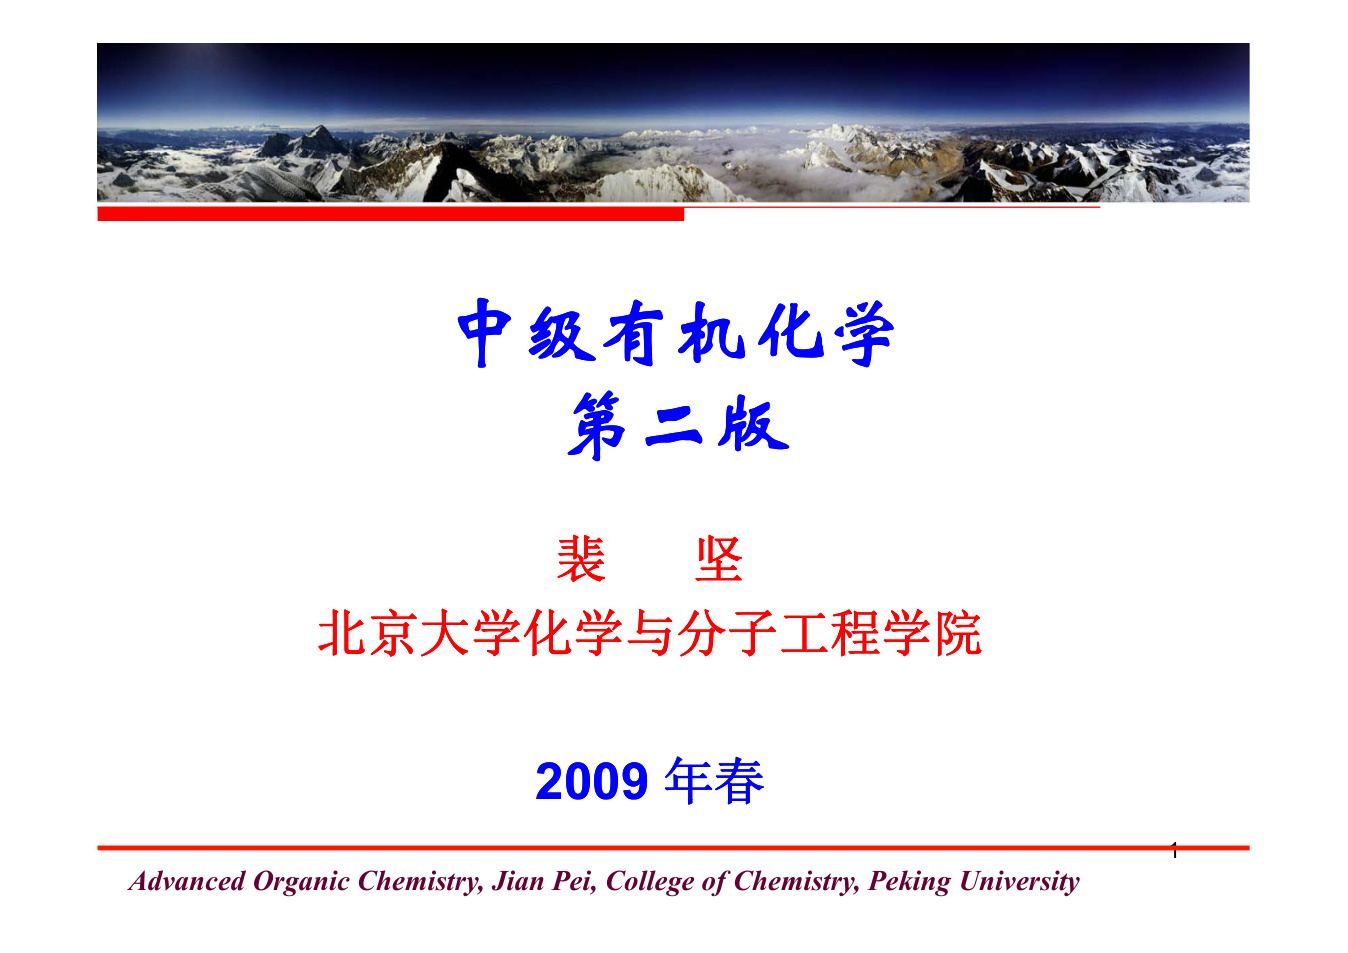 中级有机化学
第二版
裴 坚
北京大学化学与分子工程学院
2009 年春
1
Advanced Organic Chemistry, Jian Pei, College of Chemistry, Peking University